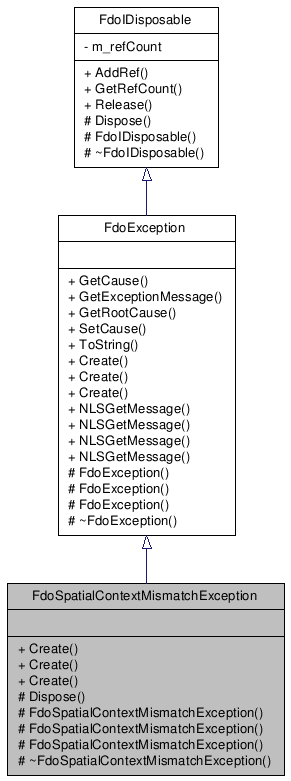 FdoIDisposable
- m_refCount
+ AddRef()
+ GetRefCount()
+ Release()
# Dispose()
# FdoIDisposable()
# ~FdoIDisposable()
FdoException
+ GetCause()
+ GetExceptionMessage()
+ GetRootCause()
+ SetCause()
+ ToString()
+ Create()
+ Create()
+ Create()
+ NLSGetMessage()
+ NLSGetMessage()
+ NLSGetMessage()
+ NLSGetMessage()
# FdoException()
# FdoException()
# FdoException()
# ~FdoException()
FdoSpatialContextMismatchException
+ Create()
+ Create()
+ Create()
# Dispose()
# FdoSpatialContextMismatchException()
# FdoSpatialContextMismatchException()
# FdoSpatialContextMismatchException()
# ~FdoSpatialContextMismatchException()